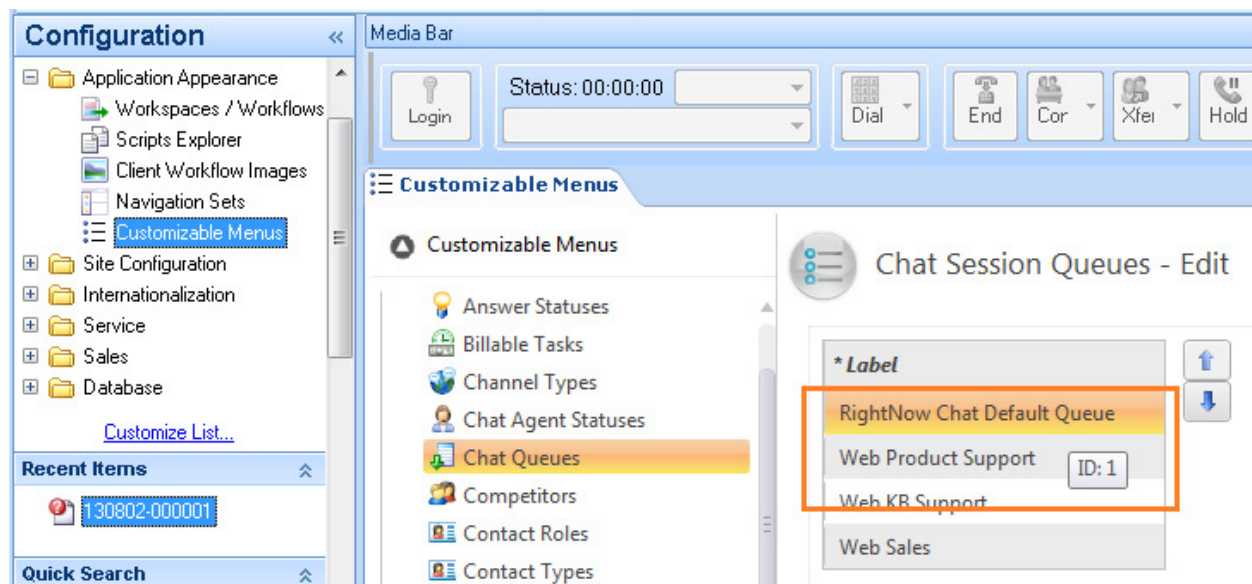 Configuration «
Application Appearance
Workspaces / Workflows
Scripts Explorer
Client Workflow Images
Navigation Sets
Customizable Menus
Site Configuration
Internationalization
Service
Sales
Database
Customize List...
Recent Items
130802-000001
Quick Search
Media Bar
Login
Status: 00:00:00
Dial
End
Cor
Xfer
Hold
Customizable Menus
Customizable Menus
Answer Statuses
Billable Tasks
Channel Types
Chat Agent Statuses
Chat Queues
Competitors
Contact Roles
Contact Types
Chat Session Queues - Edit
* Label
RightNow Chat Default Queue
Web Product Support
ID: 1
Web KB Support
Web Sales